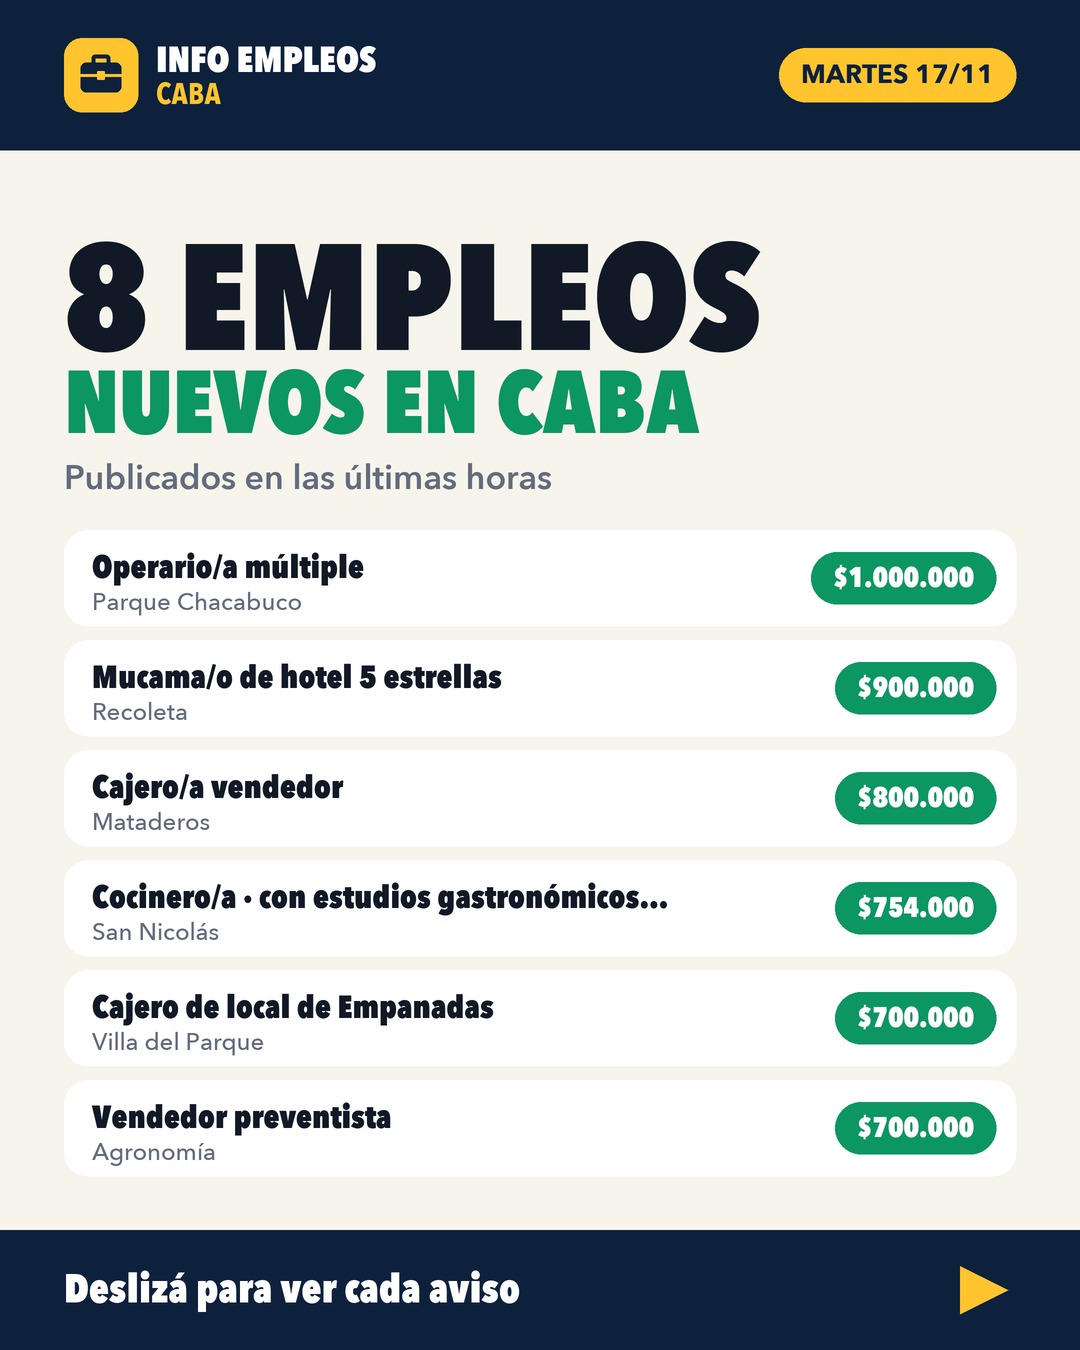 INFO EMPLEOS
CABA
MARTES 17/11
8 EMPLEOS
NUEVOS EN CABA
Publicados en las últimas horas
Operario/a múltiple
Parque Chacabuco
$1.000.000
Mucama/o de hotel 5 estrellas
Recoleta
$900.000
Cajero/a vendedor
Mataderos
$800.000
Cocinero/a · con estudios gastronómicos...
San Nicolás
$754.000
Cajero de local de Empanadas
Villa del Parque
$700.000
Vendedor preventista
Agronomía
$700.000
Deslizá para ver cada aviso